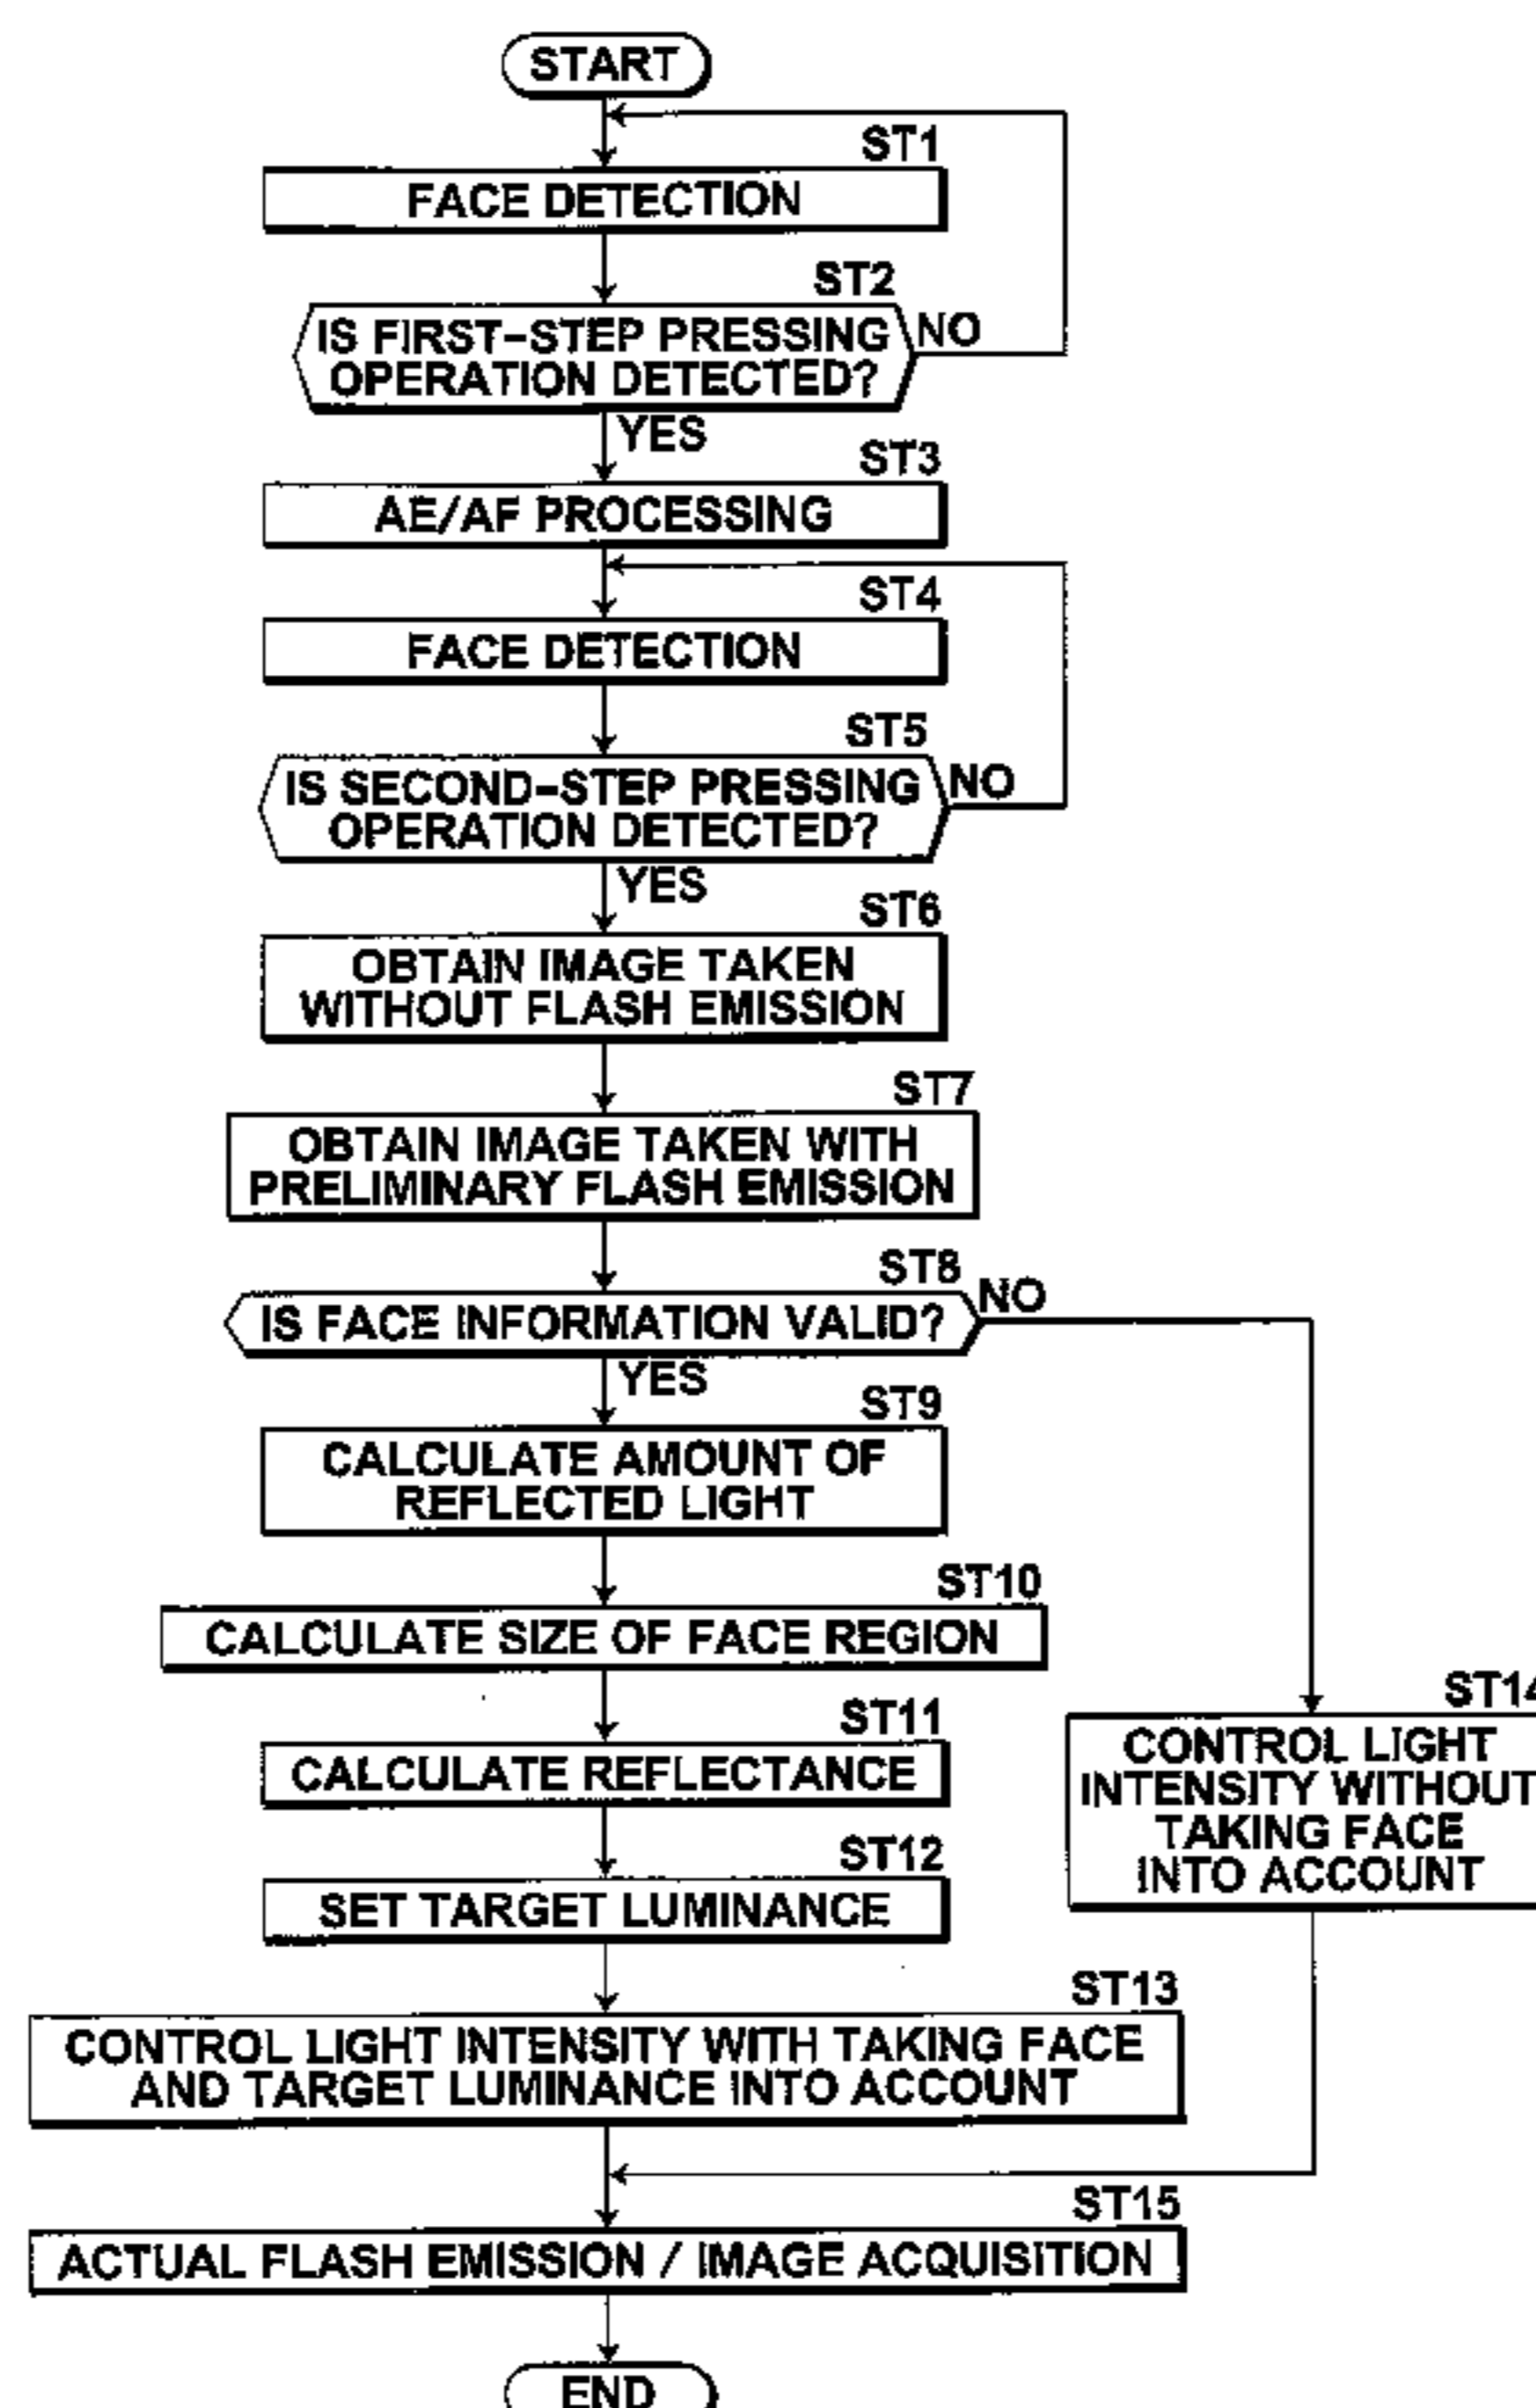 START
ST1
FACE DETECTION
ST2
IS FIRST-STEP PRESSING
OPERATION DETECTED?
NO
YES
ST3
AE/AF PROCESSING
ST4
FACE DETECTION
ST5
IS SECOND-STEP PRESSING
OPERATION DETECTED?
NO
YES
ST6
OBTAIN IMAGE TAKEN
WITHOUT FLASH EMISSION
ST7
OBTAIN IMAGE TAKEN WITH
PRELIMINARY FLASH EMISSION
ST8
IS FACE INFORMATION VALID?
NO
YES
ST9
CALCULATE AMOUNT OF
REFLECTED LIGHT
ST10
CALCULATE SIZE OF FACE REGION
ST11
CALCULATE REFLECTANCE
ST12
SET TARGET LUMINANCE
ST14
CONTROL LIGHT
INTENSITY WITHOUT
TAKING FACE
INTO ACCOUNT
ST13
CONTROL LIGHT INTENSITY WITH TAKING FACE
AND TARGET LUMINANCE INTO ACCOUNT
ST15
ACTUAL FLASH EMISSION / IMAGE ACQUISITION
END